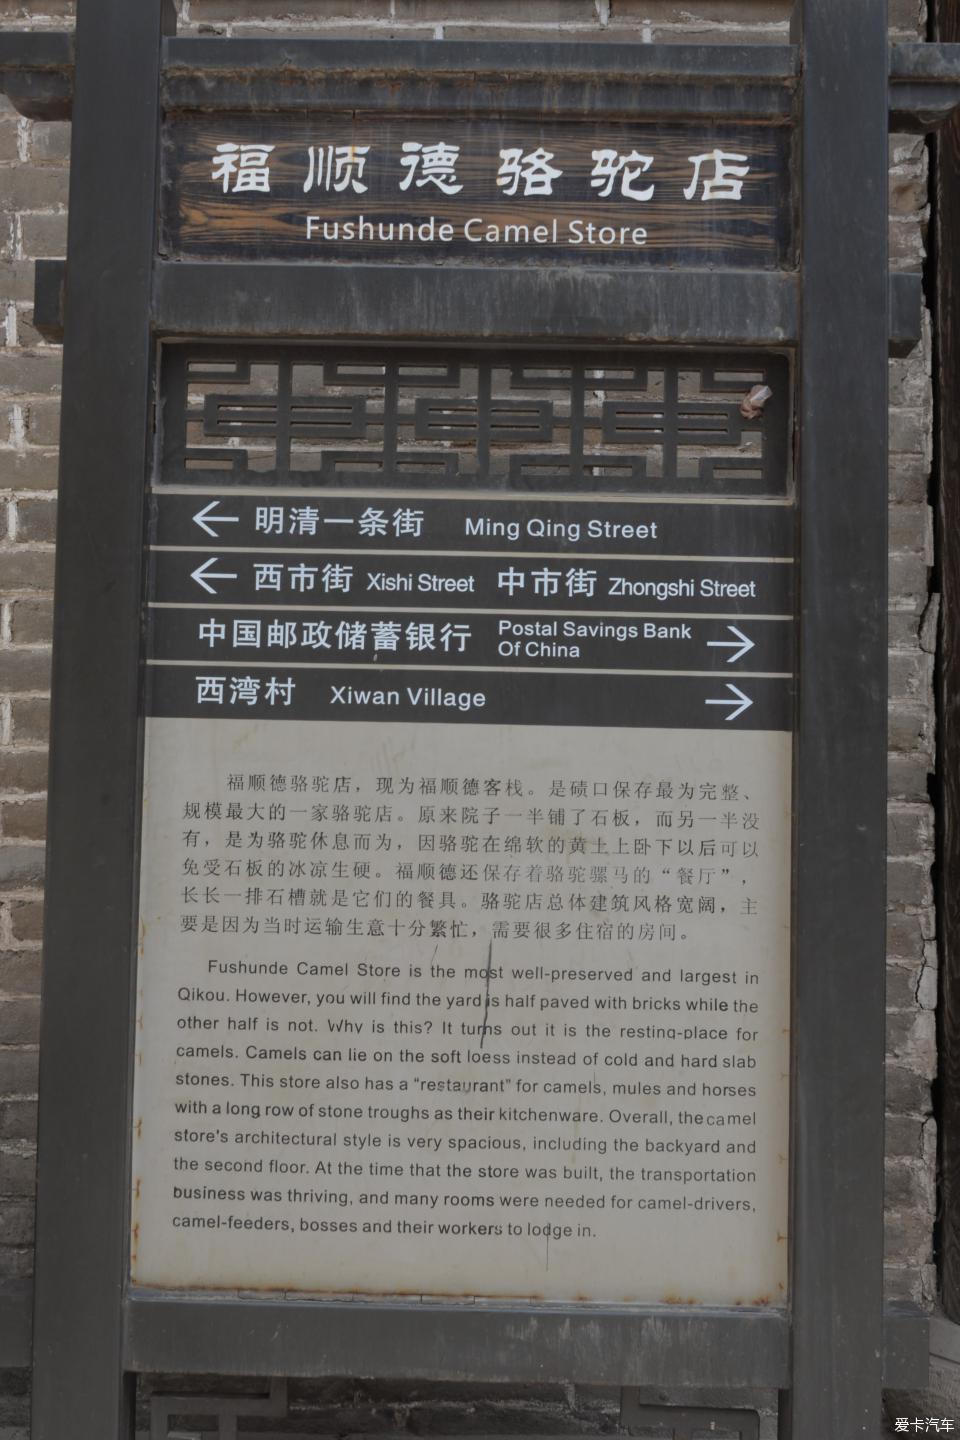 福顺德骆驼店
Fushunde Camel Store
← 明清一条街 Ming Qing Street
← 西市街 Xishi Street 中市街 Zhongshi Street
中国邮政储蓄银行 Postal Savings Bank
Of China →
西湾村 Xiwan Village →
福顺德骆驼店，现为福顺德客栈。是碛口保存最为完整、
规模最大的一家骆驼店。原来院子一半铺了石板，而另一半没
有，是为骆驼休息而为，因骆驼在绵软的黄土上卧下以后可以
免受石板的冰凉生硬。福顺德还保存着骆驼骡马的“餐厅”，
长长一排石槽就是它们的餐具。骆驼店总体建筑风格宽阔，主
要是因为当时运输生意十分繁忙，需要很多住宿的房间。
Fushunde Camel Store is the most well-preserved and largest in
Qikou. However, you will find the yard is half paved with bricks while the
other half is not. Why is this? It turns out it is the resting-place for
camels. Camels can lie on the soft loess instead of cold and hard slab
stones. This store also has a “restaurant” for camels, mules and horses
with a long row of stone troughs as their kitchenware. Overall, the camel
store's architectural style is very spacious, including the backyard and
the second floor. At the time that the store was built, the transportation
business was thriving, and many rooms were needed for camel-drivers,
camel-feeders, bosses and their workers to lodge in.
爱卡汽车